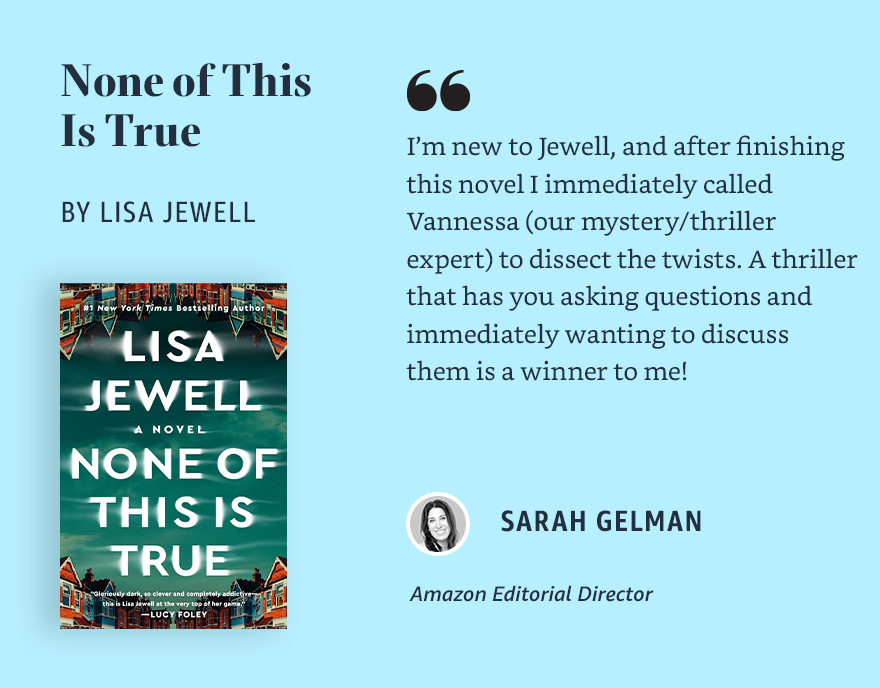 None of This
Is True
BY LISA JEWELL
#1 New York Times Bestselling Author
LISA
JEWELL
A NOVEL
NONE OF
THIS IS
TRUE
"Gloriously dark, so clever and completely addictive—
this is Lisa Jewell at the very top of her game."
—LUCY FOLEY
“
I’m new to Jewell, and after finishing
this novel I immediately called
Vannessa (our mystery/thriller
expert) to dissect the twists. A thriller
that has you asking questions and
immediately wanting to discuss
them is a winner to me!
SARAH GELMAN
Amazon Editorial Director